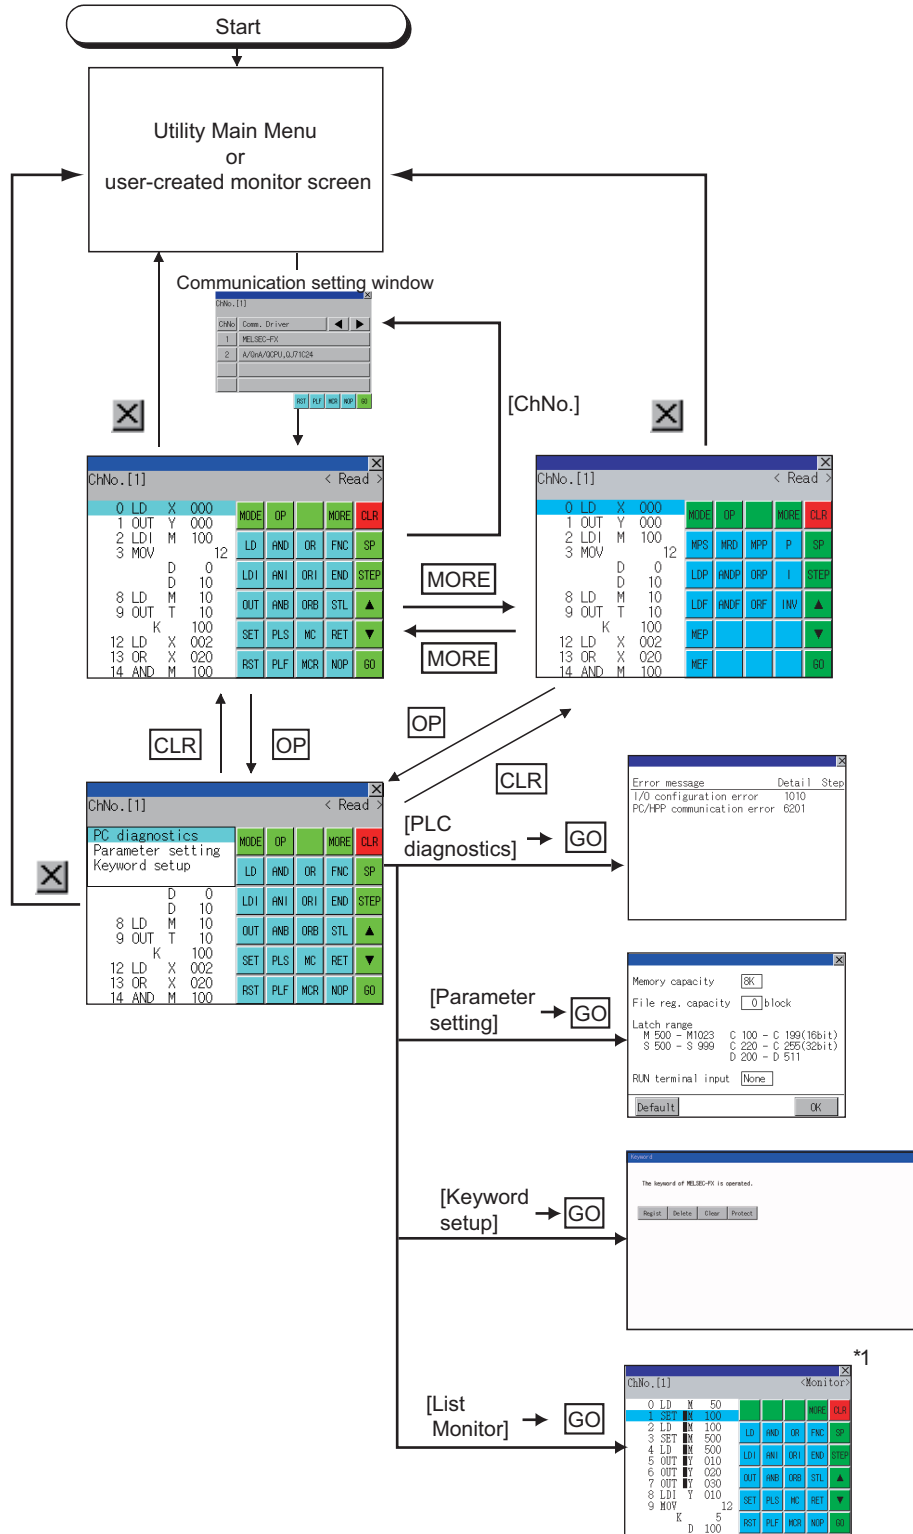 Start
Utility Main Menu
or
user-created monitor screen
Communication setting window
ChNo.[1]
ChNo Comm. Driver ◀ ▶
1 MELSEC-FX
2 A/QnA/QCPU,QJ71C24
RST PLF MCR NOP GO
[ChNo.]
ChNo.[1] < Read >
0 LD X 000
1 OUT Y 000
2 LDI M 100
3 MOV 12
D 0
D 10
8 LD M 10
9 OUT T 10
K 100
12 LD X 002
13 OR X 020
14 AND M 100
MODE OP MORE CLR
LD AND OR FNC SP
LDI ANI ORI END STEP
OUT ANB ORB STL ▲
SET PLS MC RET ▼
RST PLF MCR NOP GO
MORE
MORE
ChNo.[1] < Read >
0 LD X 000
1 OUT Y 000
2 LDI M 100
3 MOV 12
D 0
D 10
8 LD M 10
9 OUT T 10
K 100
12 LD X 002
13 OR X 020
14 AND M 100
MODE OP MORE CLR
MPS MRD MPP P SP
LDP ANDP ORP I STEP
LDF ANDF ORF INV ▲
MEP ▼
MEF GO
CLR
OP
OP
CLR
ChNo.[1] < Read >
PC diagnostics
Parameter setting
Keyword setup
D 0
D 10
8 LD M 10
9 OUT T 10
K 100
12 LD X 002
13 OR X 020
14 AND M 100
MODE OP MORE CLR
LD AND OR FNC SP
LDI ANI ORI END STEP
OUT ANB ORB STL ▲
SET PLS MC RET ▼
RST PLF MCR NOP GO
[PLC
diagnostics] GO
Error message Detail Step
I/O configuration error 1010
PC/HPP communication error 6201
[Parameter
setting] GO
Memory capacity 8K
File reg. capacity 0 block
Latch range
M 500 - M1023 C 100 - C 199(16bit)
S 500 - S 999 C 220 - C 255(32bit)
D 200 - D 511
RUN terminal input None
Default OK
[Keyword
setup] GO
Keyword
The keyword of MELSEC-FX is operated.
Regist Delete Clear Protect
*1
[List
Monitor] GO
ChNo.[1] <Monitor>
0 LD M 50
1 SET M 100
2 LD M 100
3 SET M 500
4 LD M 500
5 OUT Y 010
6 OUT Y 020
7 OUT Y 030
8 LDI Y 010
9 MOV 12
K 5
D 100
MORE CLR
LD AND OR FNC SP
LDI ANI ORI END STEP
OUT ANB ORB STL ▲
SET PLS MC RET ▼
RST PLF MCR NOP GO